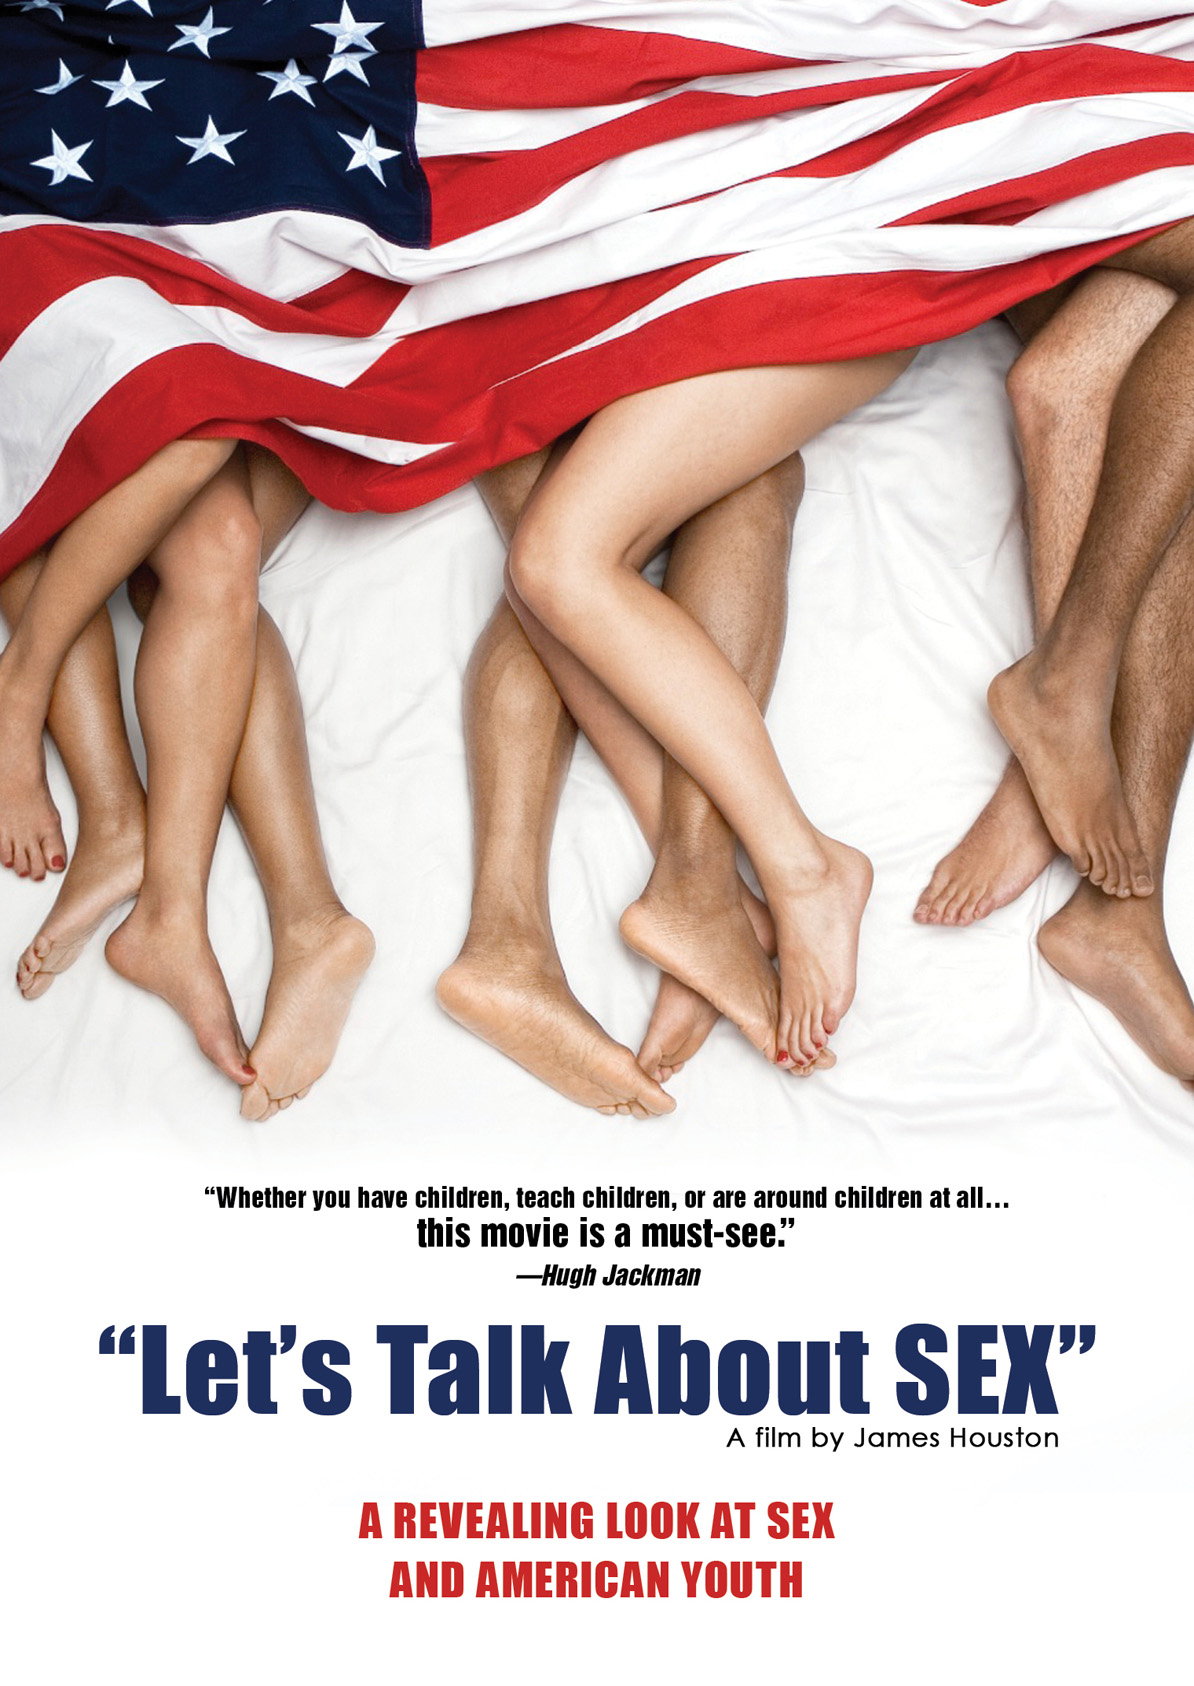 “Whether you have children, teach children, or are around children at all...
this movie is a must-see.”
—Hugh Jackman
“Let’s Talk About SEX”
A film by James Houston
A REVEALING LOOK AT SEX
AND AMERICAN YOUTH